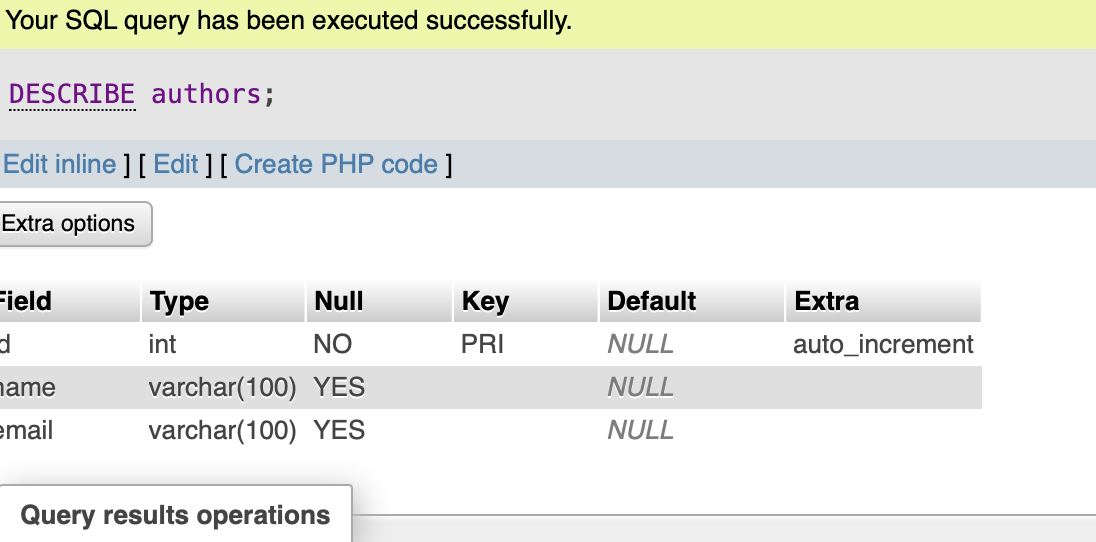 Your SQL query has been executed successfully.
DESCRIBE authors;
Edit inline ] [ Edit ] [ Create PHP code ]
Extra options
Field Type Null Key Default Extra
d int NO PRI NULL auto_increment
name varchar(100) YES NULL
email varchar(100) YES NULL
Query results operations